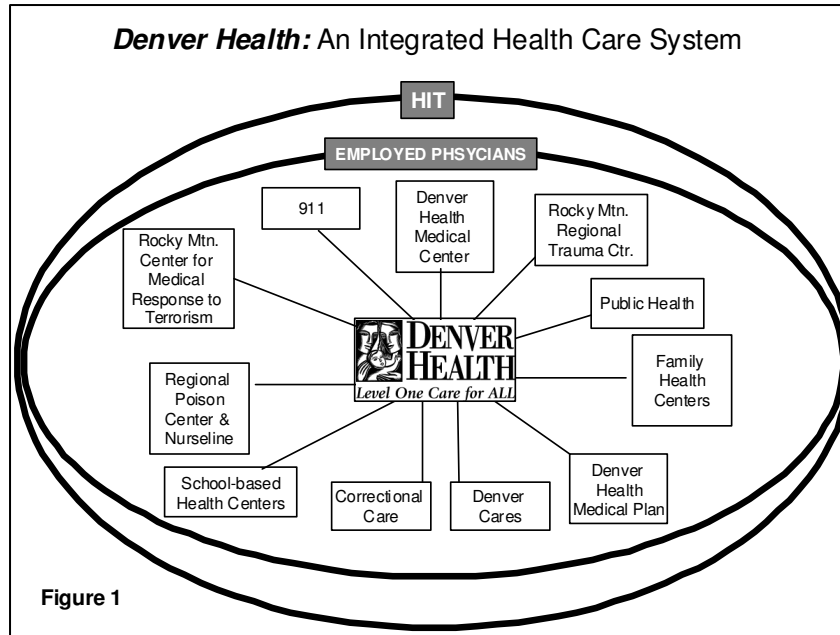 Denver Health: An Integrated Health Care System
HIT
EMPLOYED PHSYCIANS
911
Denver
Health
Medical
Center
Rocky Mtn.
Regional
Trauma Ctr.
Rocky Mtn.
Center for
Medical
Response to
Terrorism
Public Health
DENVER
HEALTH
Level One Care for ALL
Family
Health
Centers
Regional
Poison
Center &
Nurseline
School-based
Health Centers
Correctional
Care
Denver
Cares
Denver
Health
Medical Plan
Figure 1